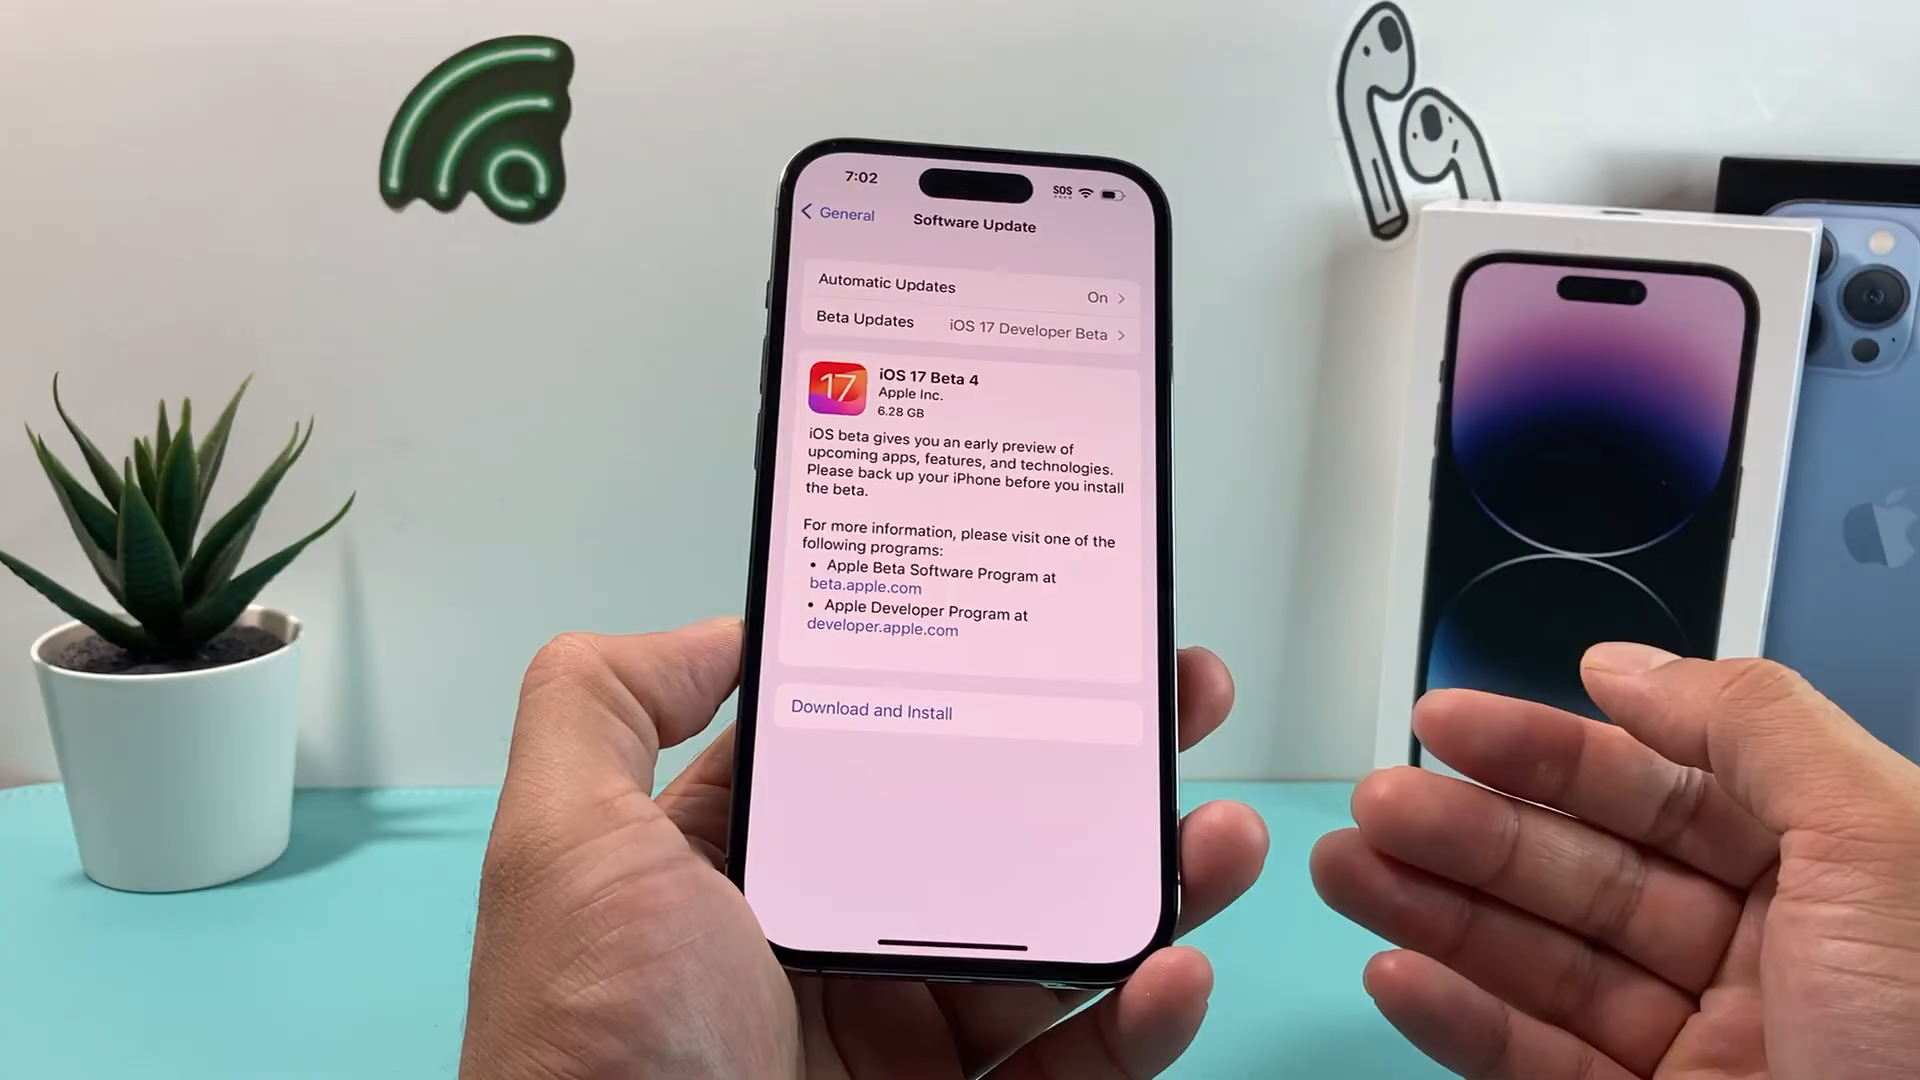 7:02
SOS
General
Software Update
Automatic Updates
On
Beta Updates
iOS 17 Developer Beta
17
iOS 17 Beta 4
Apple Inc.
6.28 GB
iOS beta gives you an early preview of
upcoming apps, features, and technologies.
Please back up your iPhone before you install
the beta.
For more information, please visit one of the
following programs:
• Apple Beta Software Program at
beta.apple.com
• Apple Developer Program at
developer.apple.com
Download and Install